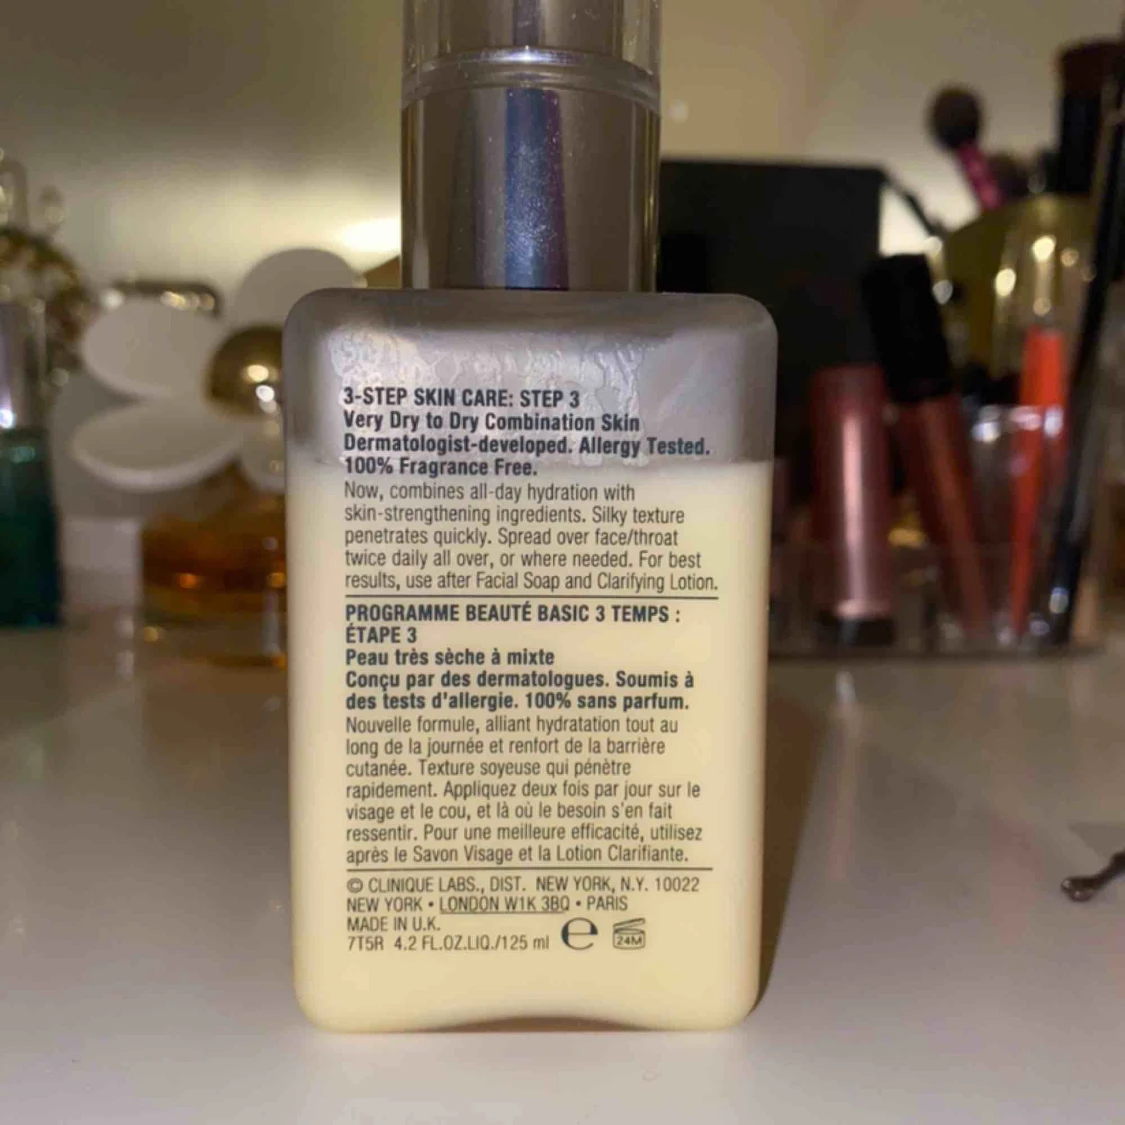 3-STEP SKIN CARE: STEP 3
Very Dry to Dry Combination Skin
Dermatologist-developed. Allergy Tested.
100% Fragrance Free.
Now, combines all-day hydration with
skin-strengthening ingredients. Silky texture
penetrates quickly. Spread over face/throat
twice daily all over, or where needed. For best
results, use after Facial Soap and Clarifying Lotion.
PROGRAMME BEAUTÉ BASIC 3 TEMPS :
ÉTAPE 3
Peau très sèche à mixte
Conçu par des dermatologues. Soumis à
des tests d'allergie. 100% sans parfum.
Nouvelle formule, alliant hydratation tout au
long de la journée et renfort de la barrière
cutanée. Texture soyeuse qui pénètre
rapidement. Appliquez deux fois par jour sur le
visage et le cou, et là où le besoin s'en fait
ressentir. Pour une meilleure efficacité, utilisez
après le Savon Visage et la Lotion Clarifiante.
© CLINIQUE LABS., DIST. NEW YORK, N.Y. 10022
NEW YORK • LONDON W1K 3BQ • PARIS
MADE IN U.K.
7T5R 4.2 FL.OZ.LIQ./125 ml ℮ 24M